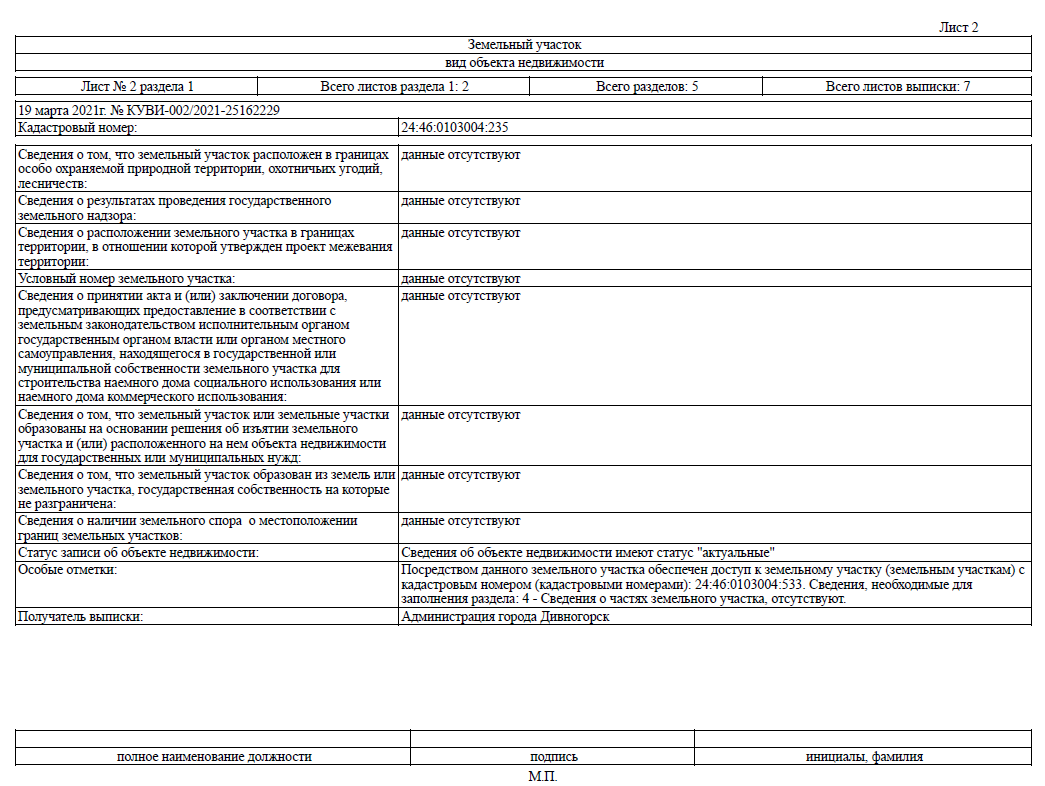 Лист 2
Земельный участок
вид объекта недвижимости
Лист № 2 раздела 1 Всего листов раздела 1: 2 Всего разделов: 5 Всего листов выписки: 7
19 марта 2021г. № КУВИ-002/2021-25162229
Кадастровый номер: 24:46:0103004:235
Сведения о том, что земельный участок расположен в границах данные отсутствуют
особо охраняемой природной территории, охотничьих угодий,
лесничеств:
Сведения о результатах проведения государственного данные отсутствуют
земельного надзора:
Сведения о расположении земельного участка в границах данные отсутствуют
территории, в отношении которой утвержден проект межевания
территории:
Условный номер земельного участка: данные отсутствуют
Сведения о принятии акта и (или) заключении договора, данные отсутствуют
предусматривающих предоставление в соответствии с
земельным законодательством исполнительным органом
государственным органом власти или органом местного
самоуправления, находящегося в государственной или
муниципальной собственности земельного участка для
строительства наемного дома социального использования или
наемного дома коммерческого использования:
Сведения о том, что земельный участок или земельные участки данные отсутствуют
образованы на основании решения об изъятии земельного
участка и (или) расположенного на нем объекта недвижимости
для государственных или муниципальных нужд:
Сведения о том, что земельный участок образован из земель или данные отсутствуют
земельного участка, государственная собственность на которые
не разграничена:
Сведения о наличии земельного спора о местоположении данные отсутствуют
границ земельных участков:
Статус записи об объекте недвижимости: Сведения об объекте недвижимости имеют статус "актуальные"
Особые отметки: Посредством данного земельного участка обеспечен доступ к земельному участку (земельным участкам) с
кадастровым номером (кадастровыми номерами): 24:46:0103004:533. Сведения, необходимые для
заполнения раздела: 4 - Сведения о частях земельного участка, отсутствуют.
Получатель выписки: Администрация города Дивногорск
полное наименование должности подпись инициалы, фамилия
М.П.